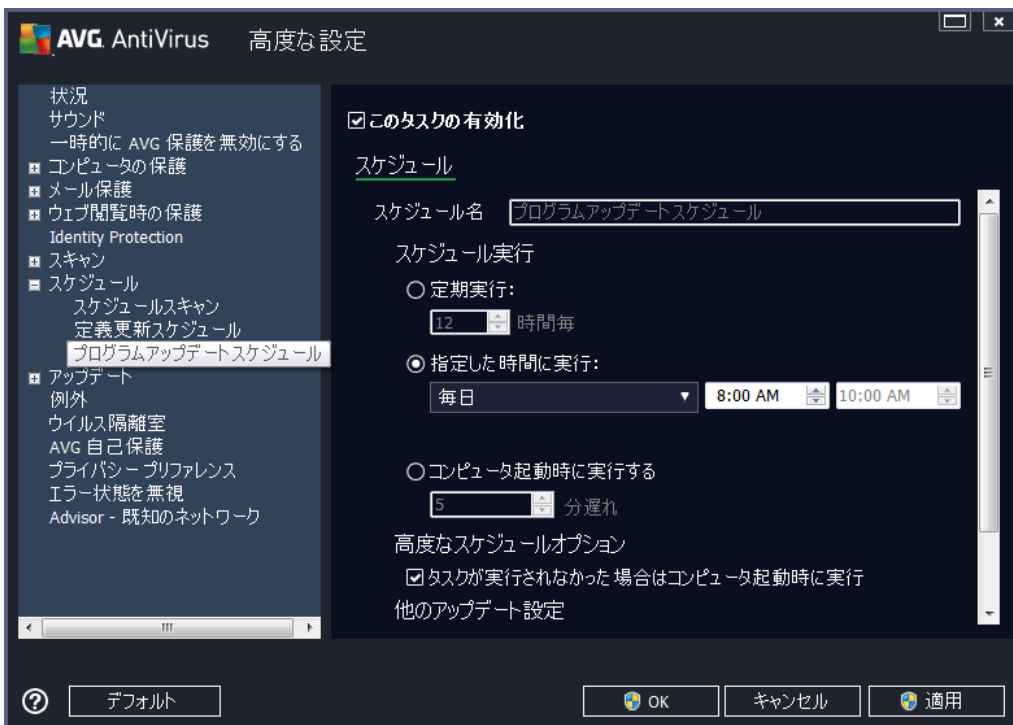 AVG. AntiVirus 高度な設定
状況
サウンド
一時的に AVG 保護を無効にする
コンピュータの保護
メール保護
ウェブ閲覧時の保護
Identity Protection
スキャン
スケジュール
スケジュールスキャン
定義更新スケジュール
プログラムアップデートスケジュール
アップデート
例外
ウイルス隔離室
AVG 自己保護
プライバシー プリファレンス
エラー状態を無視
Advisor - 既知のネットワーク
このタスクの有効化
スケジュール
スケジュール名 プログラムアップデートスケジュール
スケジュール実行
定期実行:
12 時間毎
指定した時間に実行:
毎日 8:00 AM 10:00 AM
コンピュータ起動時に実行する
5 分遅れ
高度なスケジュールオプション
タスクが実行されなかった場合はコンピュータ起動時に実行
他のアップデート設定
? デフォルト OK キャンセル 適用